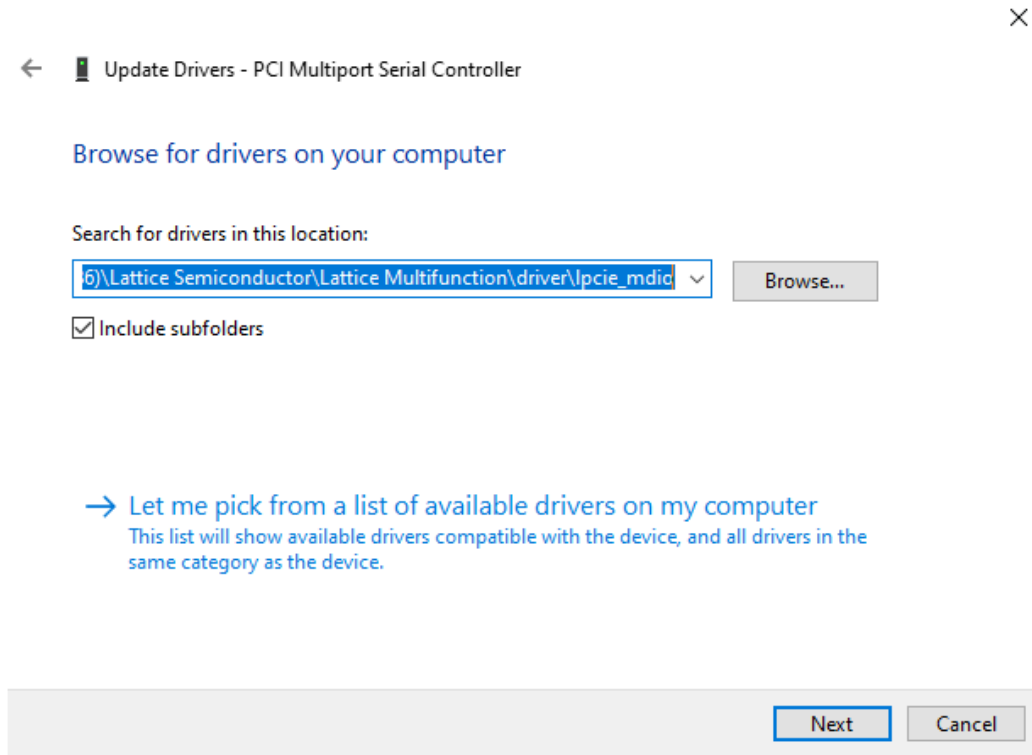 Update Drivers - PCI Multiport Serial Controller
Browse for drivers on your computer
Search for drivers in this location:
6)\Lattice Semiconductor\Lattice Multifunction\driver\lpcie_mdio
Browse...
Include subfolders
Let me pick from a list of available drivers on my computer
This list will show available drivers compatible with the device, and all drivers in the
same category as the device.
Next
Cancel